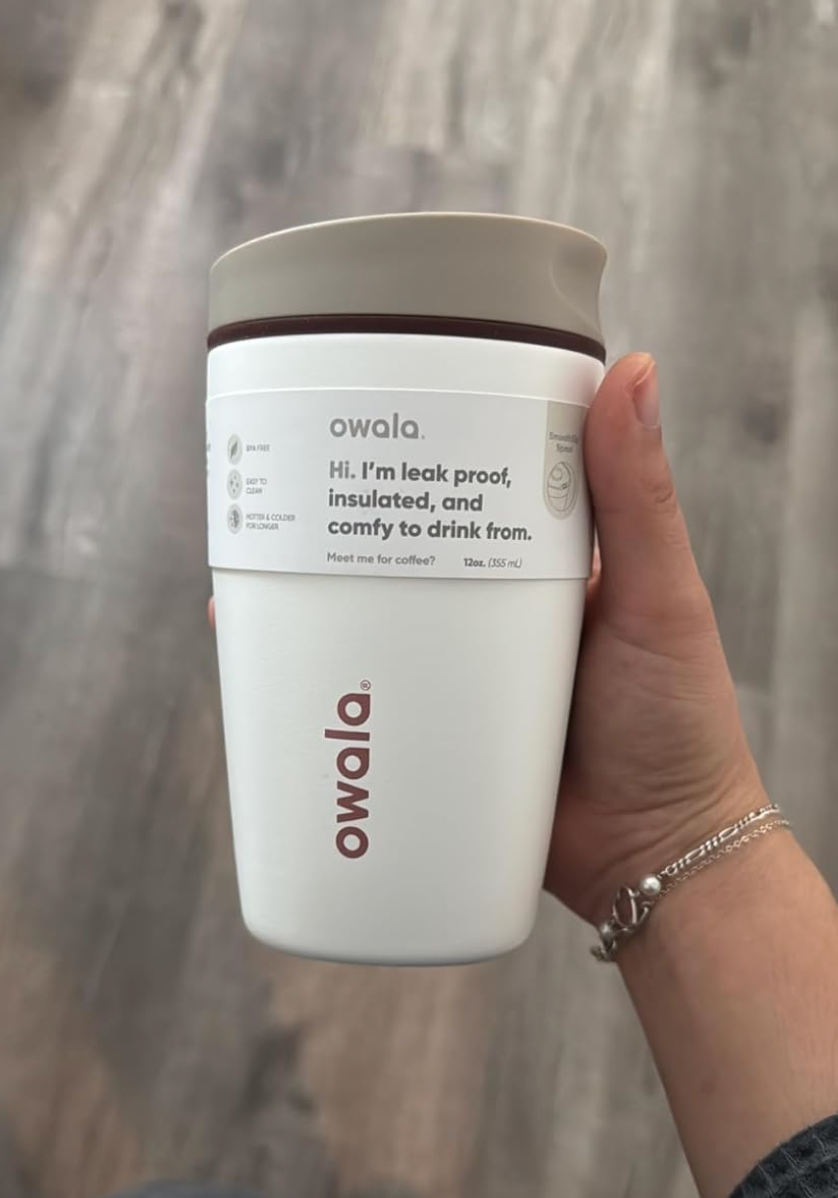 owala.
Hi. I'm leak proof,
insulated, and
comfy to drink from.
Meet me for coffee?
12oz. (355 mL)
BPA FREE
EASY TO
CLEAN
HOTTER & COLDER
FOR LONGER
owala®